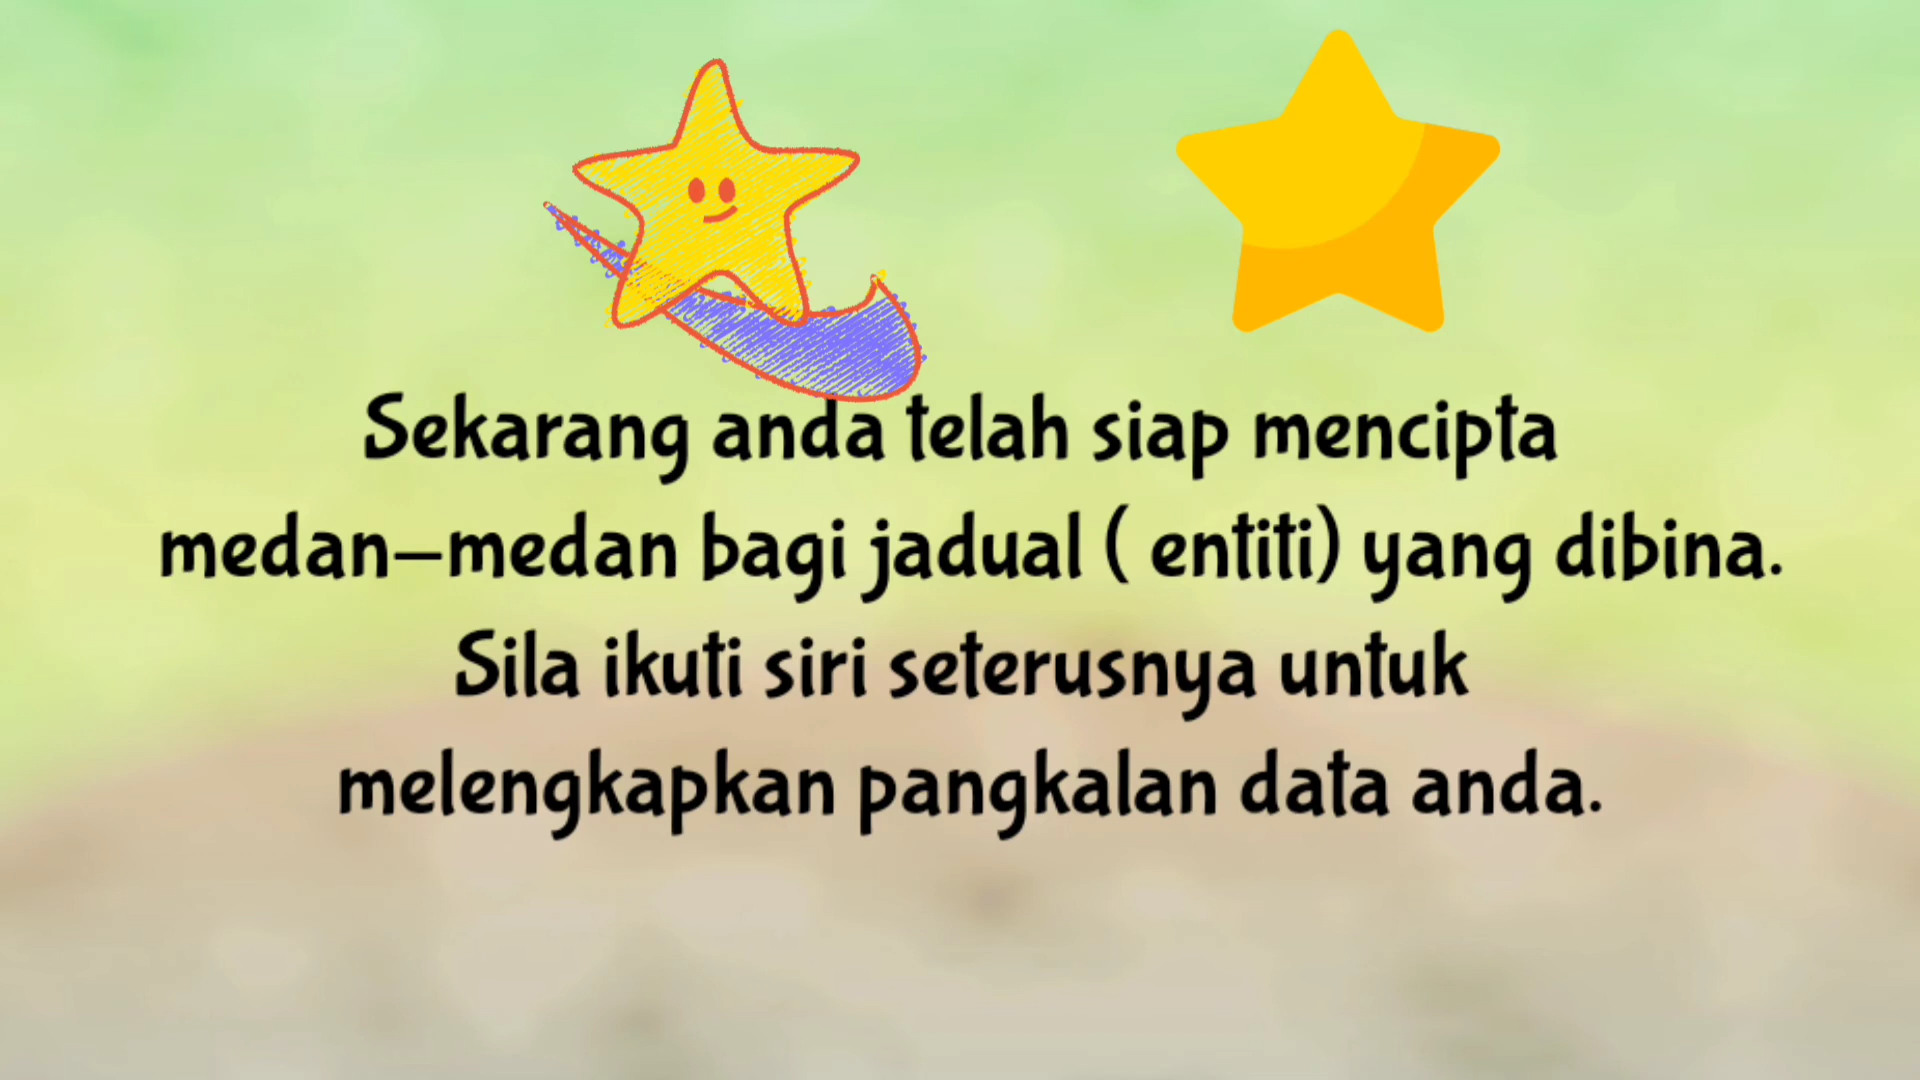 Sekarang anda telah siap mencipta
medan-medan bagi jadual ( entiti) yang dibina.
Sila ikuti siri seterusnya untuk
melengkapkan pangkalan data anda.